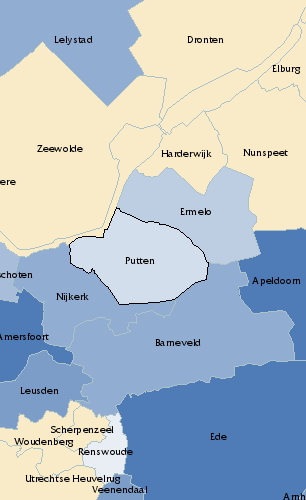 Lelystad
Dronten
Elburg
Zeewolde
Harderwijk
Nunspeet
ere
Ermelo
Putten
schoten
Apeldoorn
Nijkerk
Amersfoort
Barneveld
Leusden
Scherpenzeel
Woudenberg
Ede
Renswoude
Utrechtse Heuvelrug
Veenendaal
Arnh